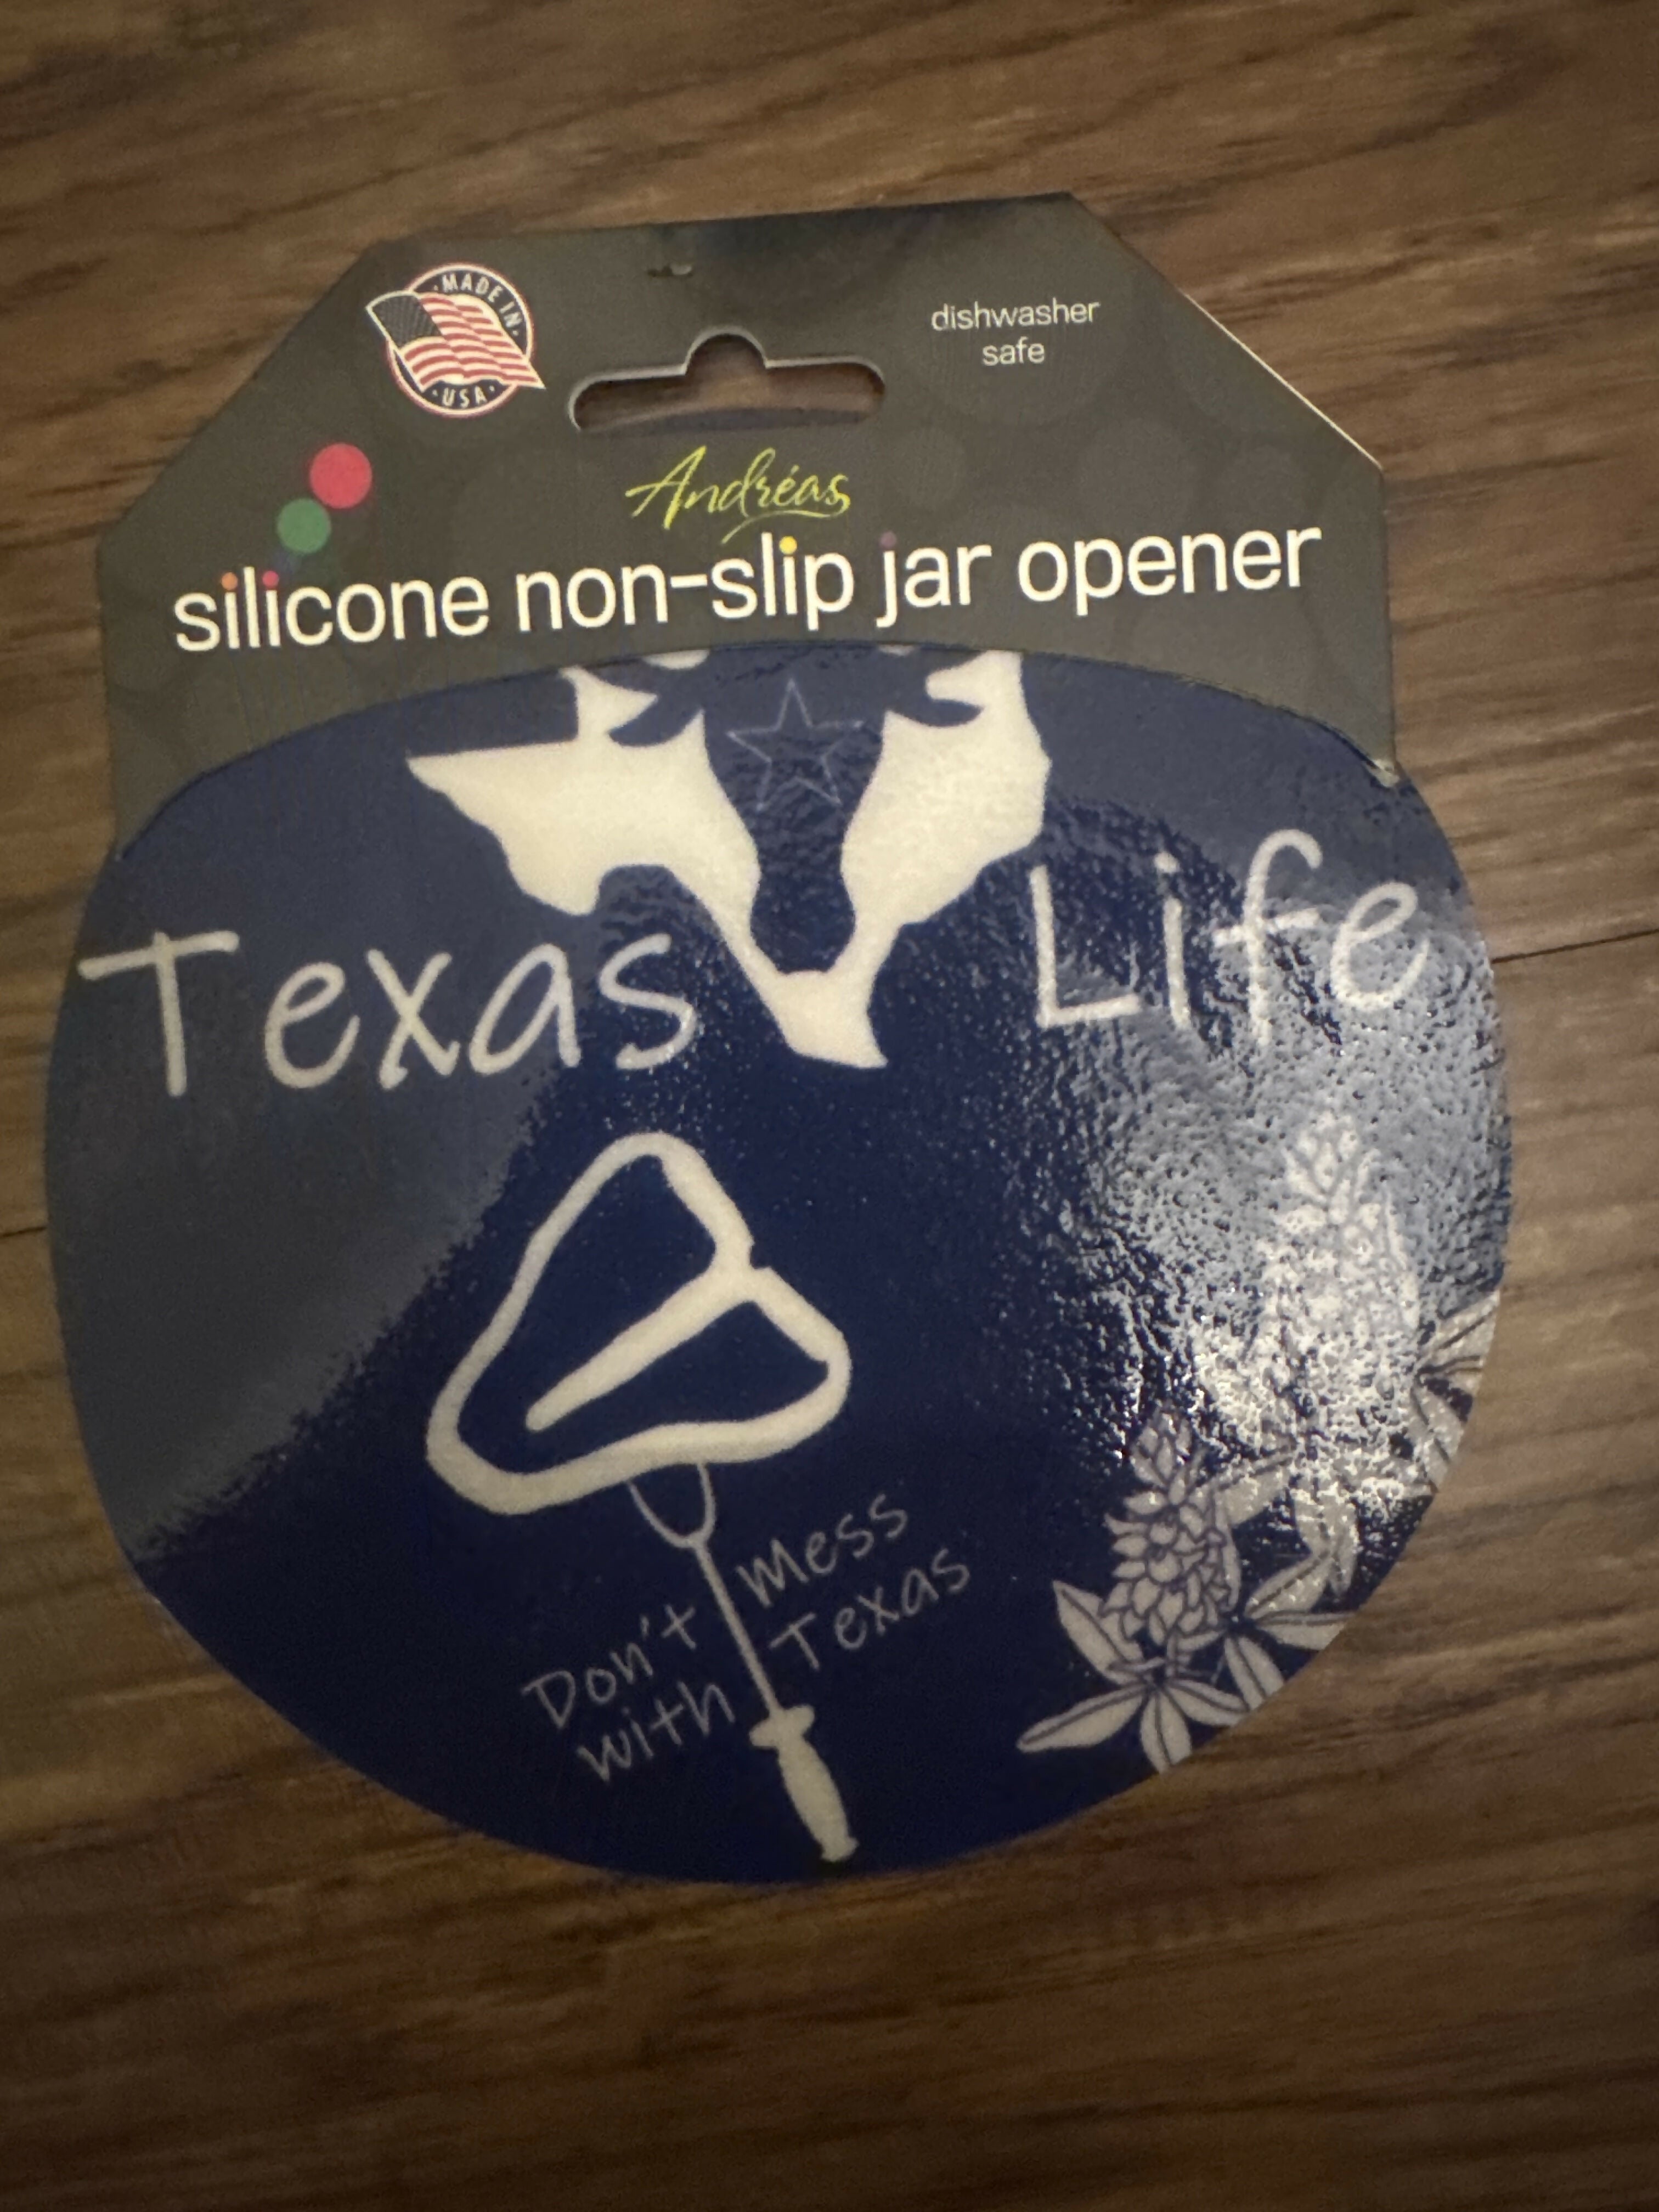 MADE IN
USA
dishwasher
safe
Andréas
silicone non-slip jar opener
Texas Life
Don't Mess
with Texas